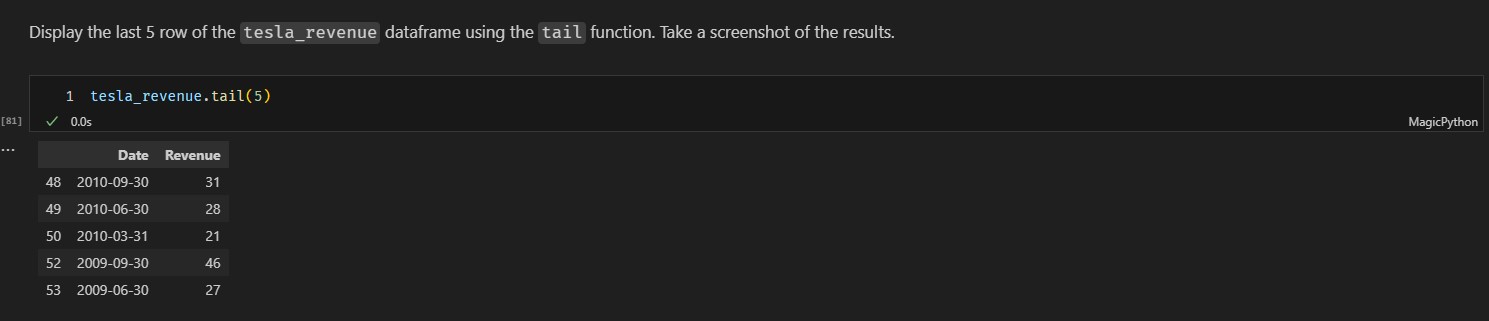 Display the last 5 row of the tesla_revenue dataframe using the tail function. Take a screenshot of the results.
1 tesla_revenue.tail(5)
[81] 0.0s MagicPython
...
Date Revenue
48 2010-09-30 31
49 2010-06-30 28
50 2010-03-31 21
52 2009-09-30 46
53 2009-06-30 27